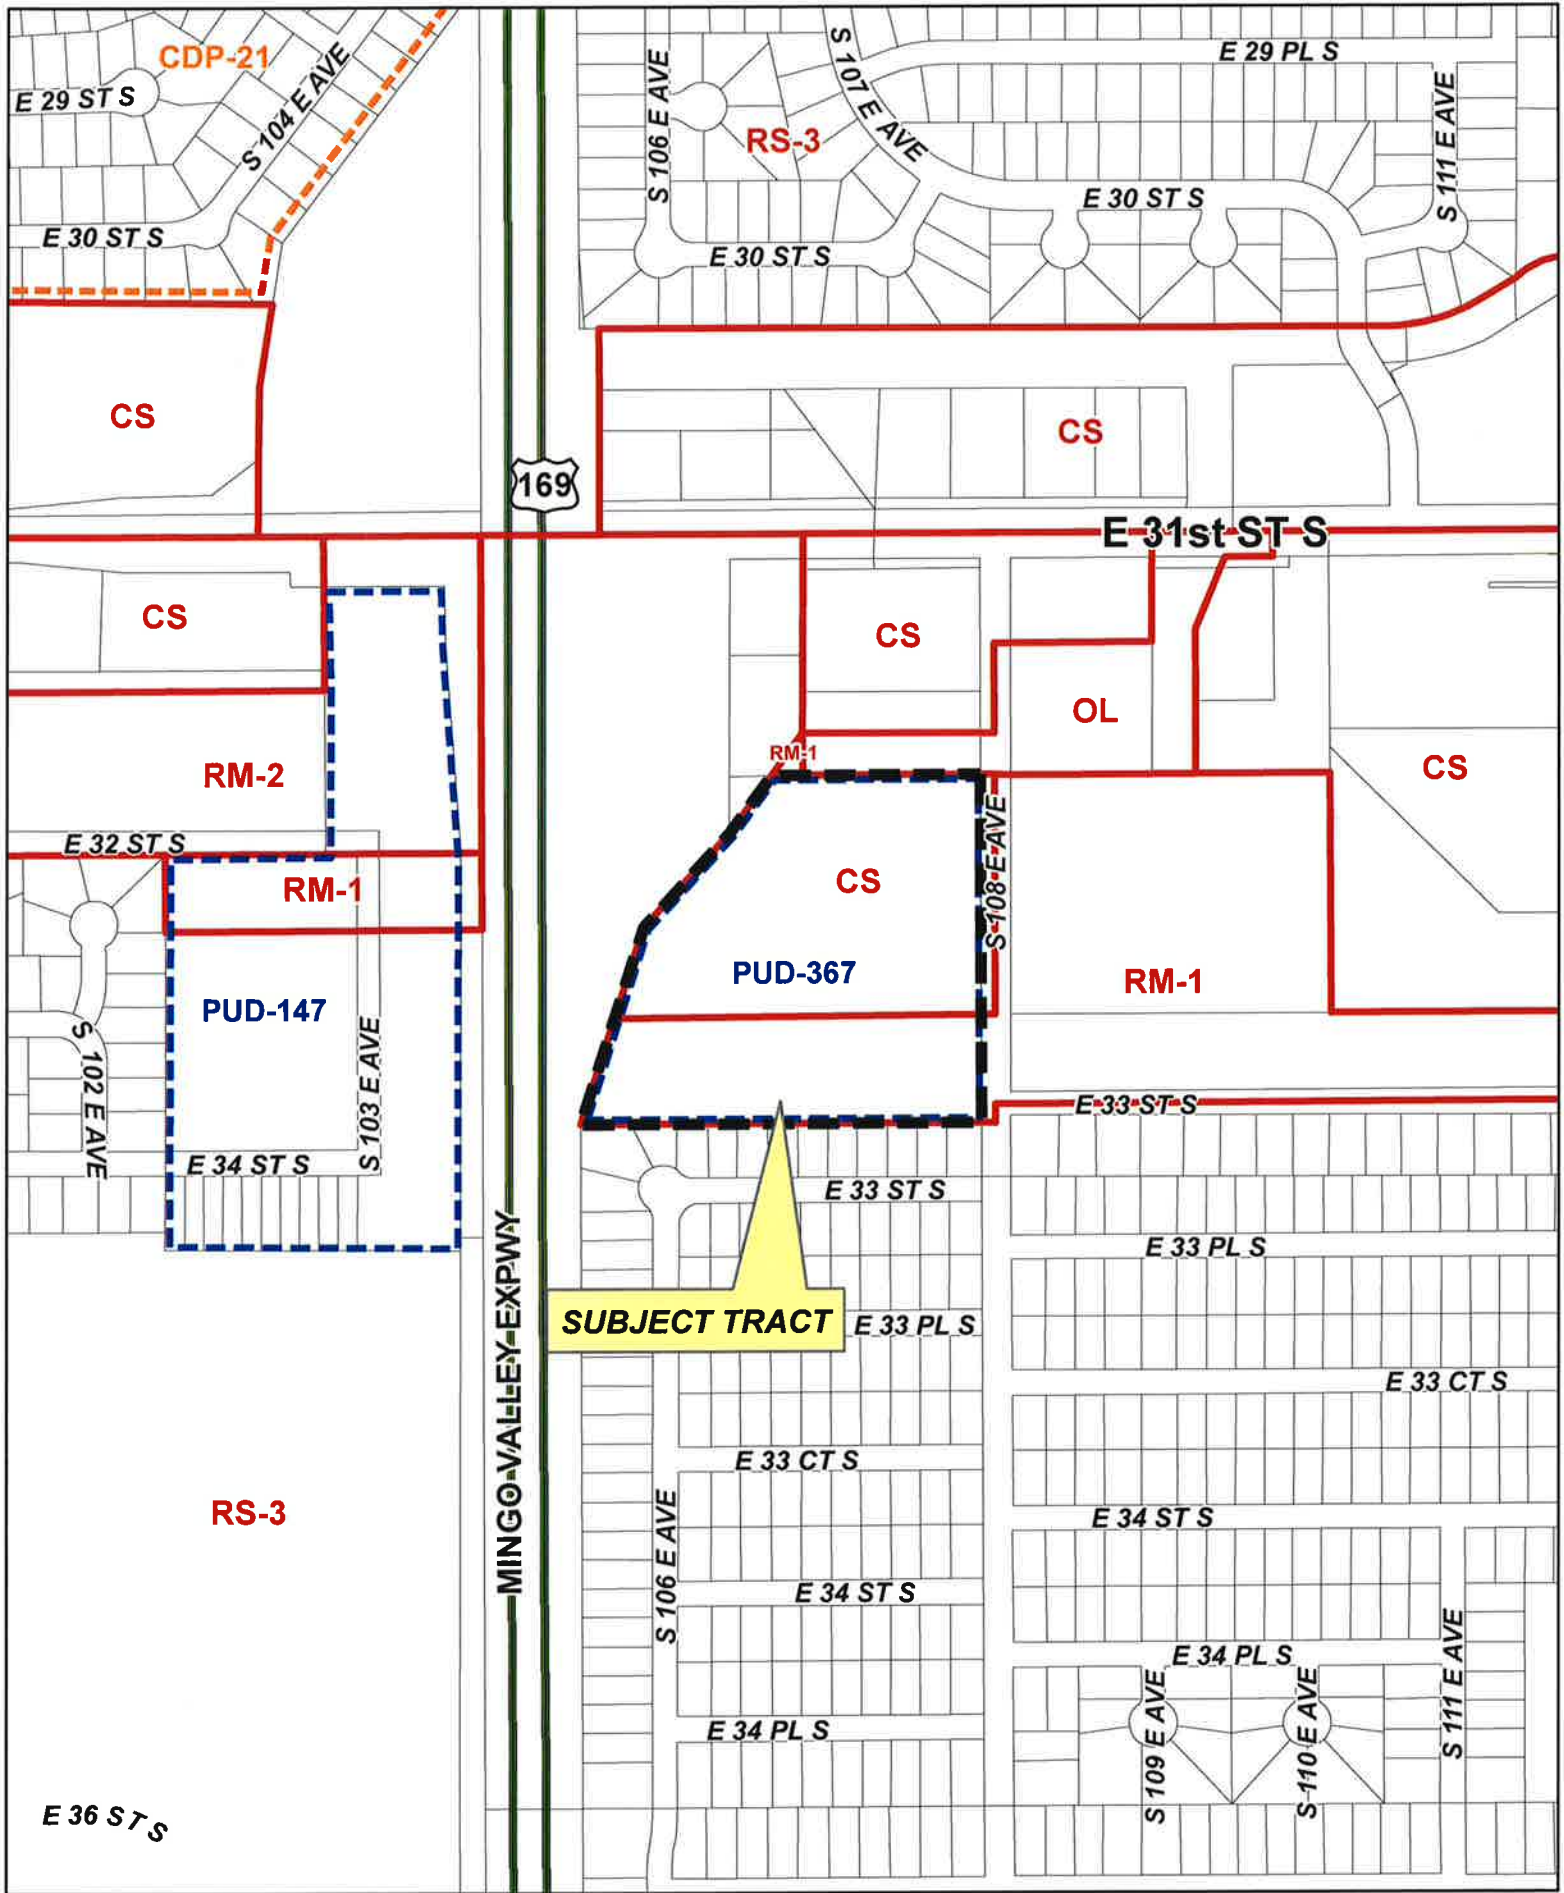 CDP-21
E 29 ST S
S 104 E AVE
E 30 ST S
S 106 E AVE
S 107 E AVE
E 29 PL S
RS-3
S 111 E AVE
E 30 ST S
E 30 ST S
CS
CS
169
E 31st ST S
CS
CS
OL
RM-1
RM-2
CS
E 32 ST S
RM-1
CS
S 108 E AVE
PUD-367
RM-1
PUD-147
S 102 E AVE
S 103 E AVE
E 33 ST S
E 34 ST S
E 33 ST S
E 33 PL S
MINGO VALLEY EXPWY
SUBJECT TRACT
E 33 PL S
E 33 CT S
E 33 CT S
RS-3
S 106 E AVE
E 34 ST S
E 34 ST S
E 34 PL S
S 109 E AVE
S 110 E AVE
S 111 E AVE
E 34 PL S
E 36 ST S